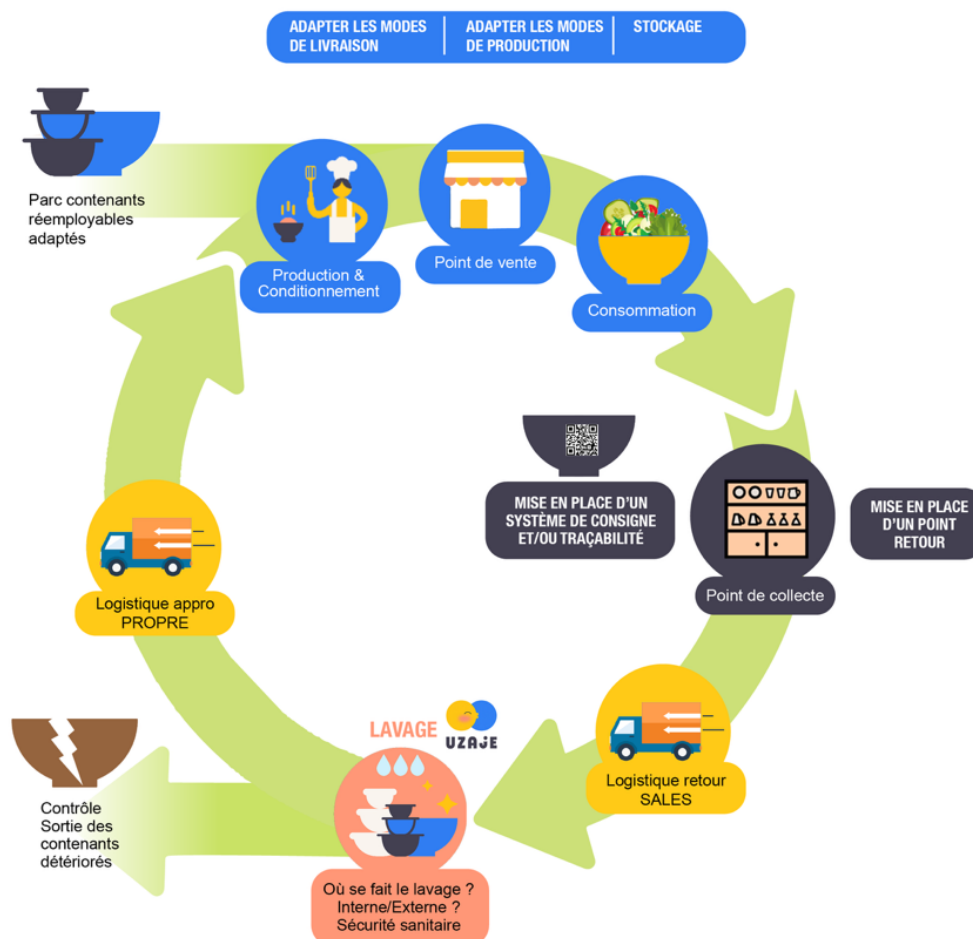 ADAPTER LES MODES
DE LIVRAISON
ADAPTER LES MODES
DE PRODUCTION
STOCKAGE
Parc contenants
réemployables
adaptés
Production &
Conditionnement
Point de vente
Consommation
MISE EN PLACE D'UN
SYSTÈME DE CONSIGNE
ET/OU TRAÇABILITÉ
Point de collecte
MISE EN PLACE
D'UN POINT
RETOUR
Logistique appro
PROPRE
Logistique retour
SALES
LAVAGE
UZAJE
Contrôle
Sortie des
contenants
détériorés
Où se fait le lavage ?
Interne/Externe ?
Sécurité sanitaire